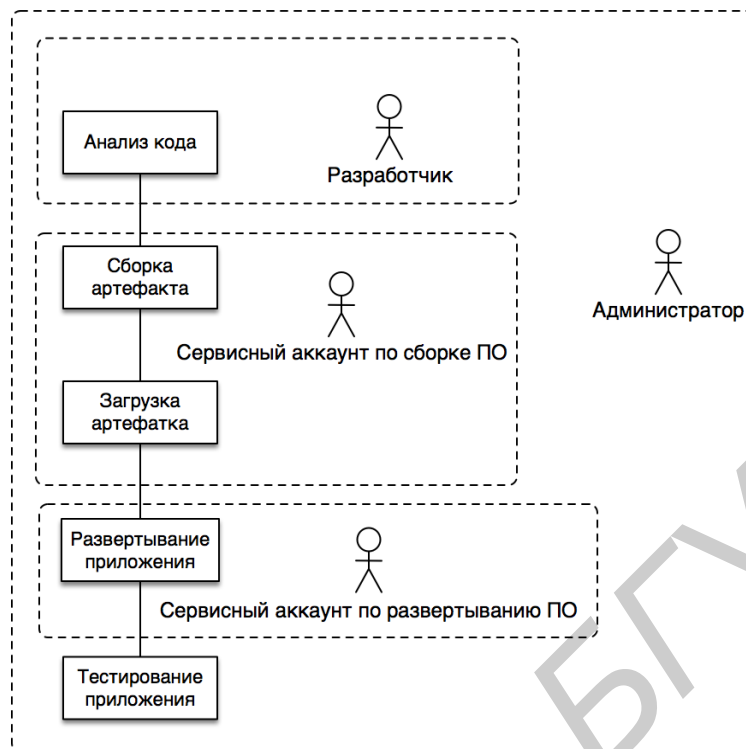 Анализ кода
Разработчик
Сборка
артефакта
Администратор
Сервисный аккаунт по сборке ПО
Загрузка
артефатка
Развертывание
приложения
Сервисный аккаунт по развертыванию ПО
Тестирование
приложения
БГУ